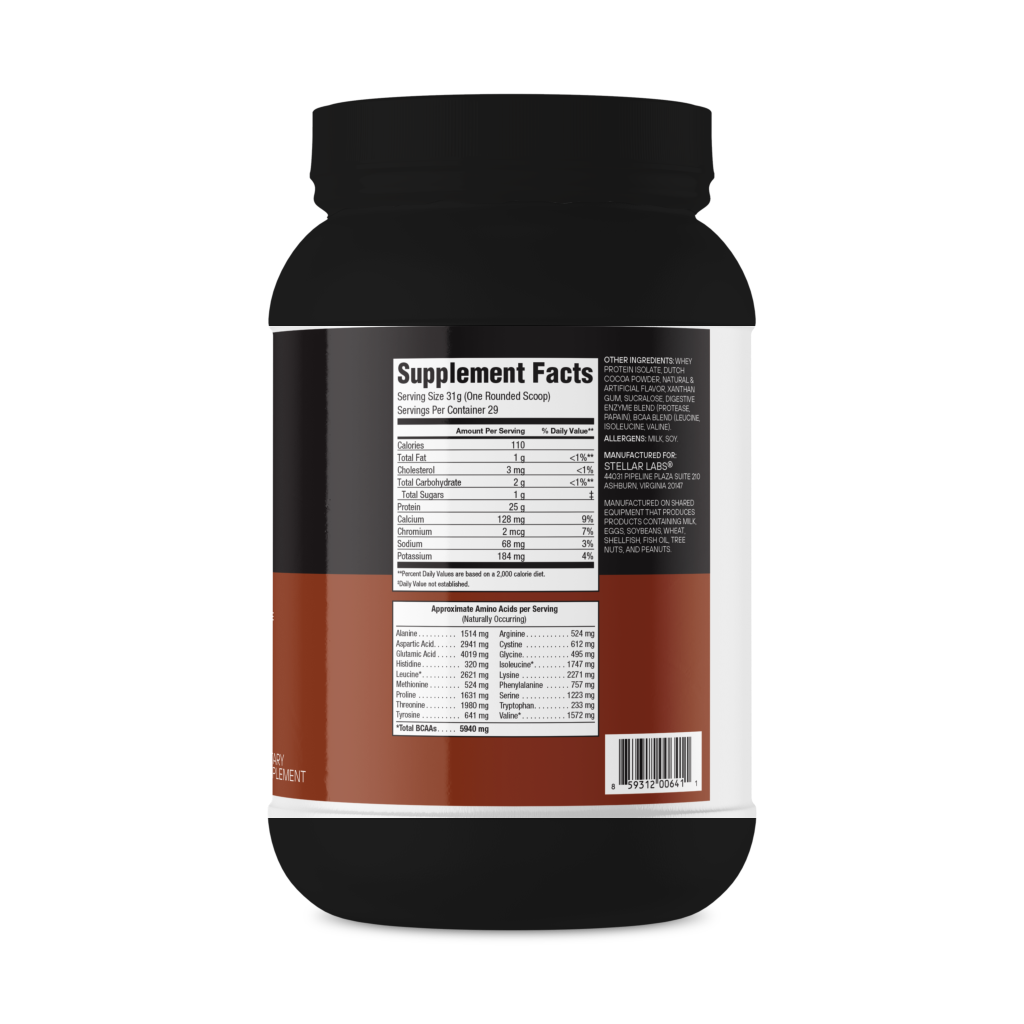 Supplement Facts
Serving Size 31g (One Rounded Scoop)
Servings Per Container 29
Amount Per Serving % Daily Value**
Calories 110
Total Fat 1 g <1%**
Cholesterol 3 mg <1%
Total Carbohydrate 2 g <1%**
Total Sugars 1 g ‡
Protein 25 g
Calcium 128 mg 9%
Chromium 2 mcg 7%
Sodium 68 mg 3%
Potassium 184 mg 4%
**Percent Daily Values are based on a 2,000 calorie diet.
‡Daily Value not established.
Approximate Amino Acids per Serving
(Naturally Occurring)
Alanine.......... 1514 mg Arginine.......... 524 mg
Aspartic Acid...... 2941 mg Cystine .......... 612 mg
Glutamic Acid ..... 4019 mg Glycine........... 495 mg
Histidine......... 320 mg Isoleucine*........ 1747 mg
Leucine*......... 2621 mg Lysine .......... 2271 mg
Methionine........ 524 mg Phenylalanine ...... 757 mg
Proline .......... 1631 mg Serine .......... 1223 mg
Threonine......... 1980 mg Tryptophan........ 233 mg
Tyrosine ......... 641 mg Valine*........... 1572 mg
*Total BCAAs..... 5940 mg
OTHER INGREDIENTS: WHEY
PROTEIN ISOLATE, DUTCH
COCOA POWDER, NATURAL &
ARTIFICIAL FLAVOR, XANTHAN
GUM, SUCRALOSE, DIGESTIVE
ENZYME BLEND (PROTEASE,
PAPAIN), BCAA BLEND (LEUCINE,
ISOLEUCINE, VALINE).
ALLERGENS: MILK, SOY.
MANUFACTURED FOR:
STELLAR LABS®
44031 PIPELINE PLAZA SUITE 210
ASHBURN, VIRGINIA 20147
MANUFACTURED ON SHARED
EQUIPMENT THAT PRODUCES
PRODUCTS CONTAINING MILK,
EGGS, SOYBEANS, WHEAT,
SHELLFISH, FISH OIL, TREE
NUTS, AND PEANUTS.
8 59312 00641 1
ARY
PLEMENT